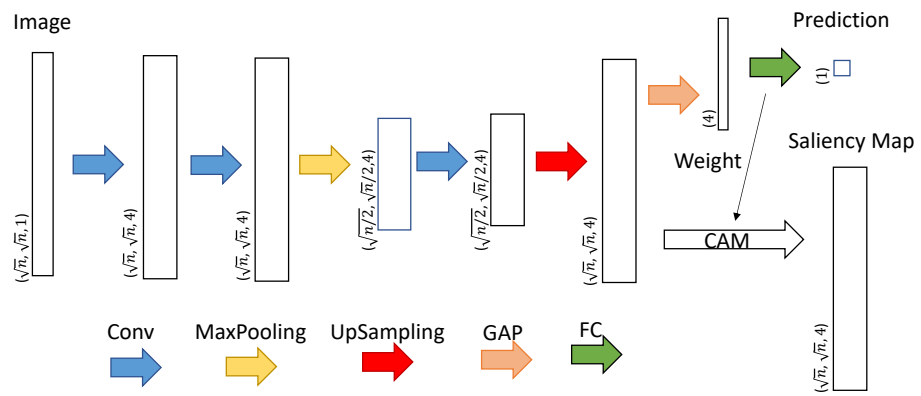 Image
Prediction
(√n, √n, 1)
(√n, √n, 4)
(√n, √n, 4)
(√n/2, √n/2,4)
(√n/2, √n/2,4)
(√n, √n, 4)
(4)
(1)
Weight
Saliency Map
CAM
(√n, √n, 4)
Conv
MaxPooling
UpSampling
GAP
FC